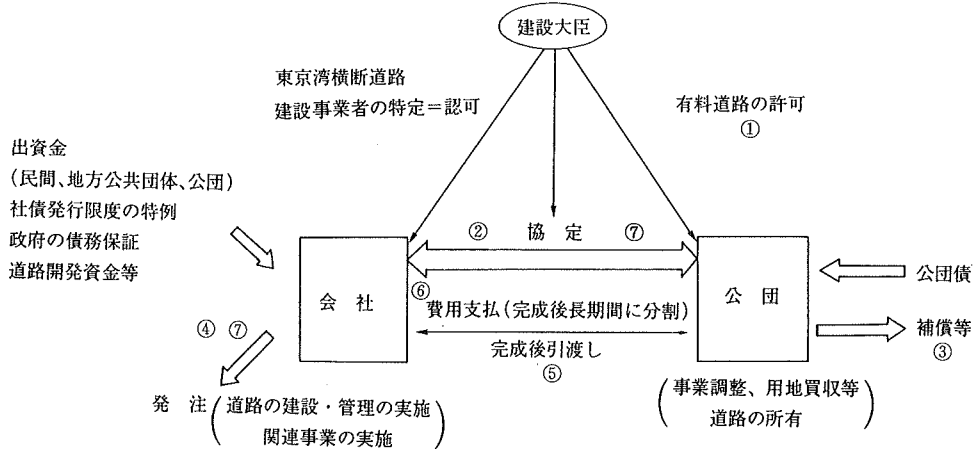 建設大臣
東京湾横断道路
建設事業者の特定＝認可
有料道路の許可
①
出資金
(民間、地方公共団体、公団)
社債発行限度の特例
政府の債務保証
道路開発資金等
② 協 定 ⑦
会 社
公 団
公団債
⑥
費用支払(完成後長期間に分割)
完成後引渡し
⑤
補償等
③
④ ⑦
発 注
(道路の建設・管理の実施
関連事業の実施)
(事業調整、用地買収等
道路の所有)